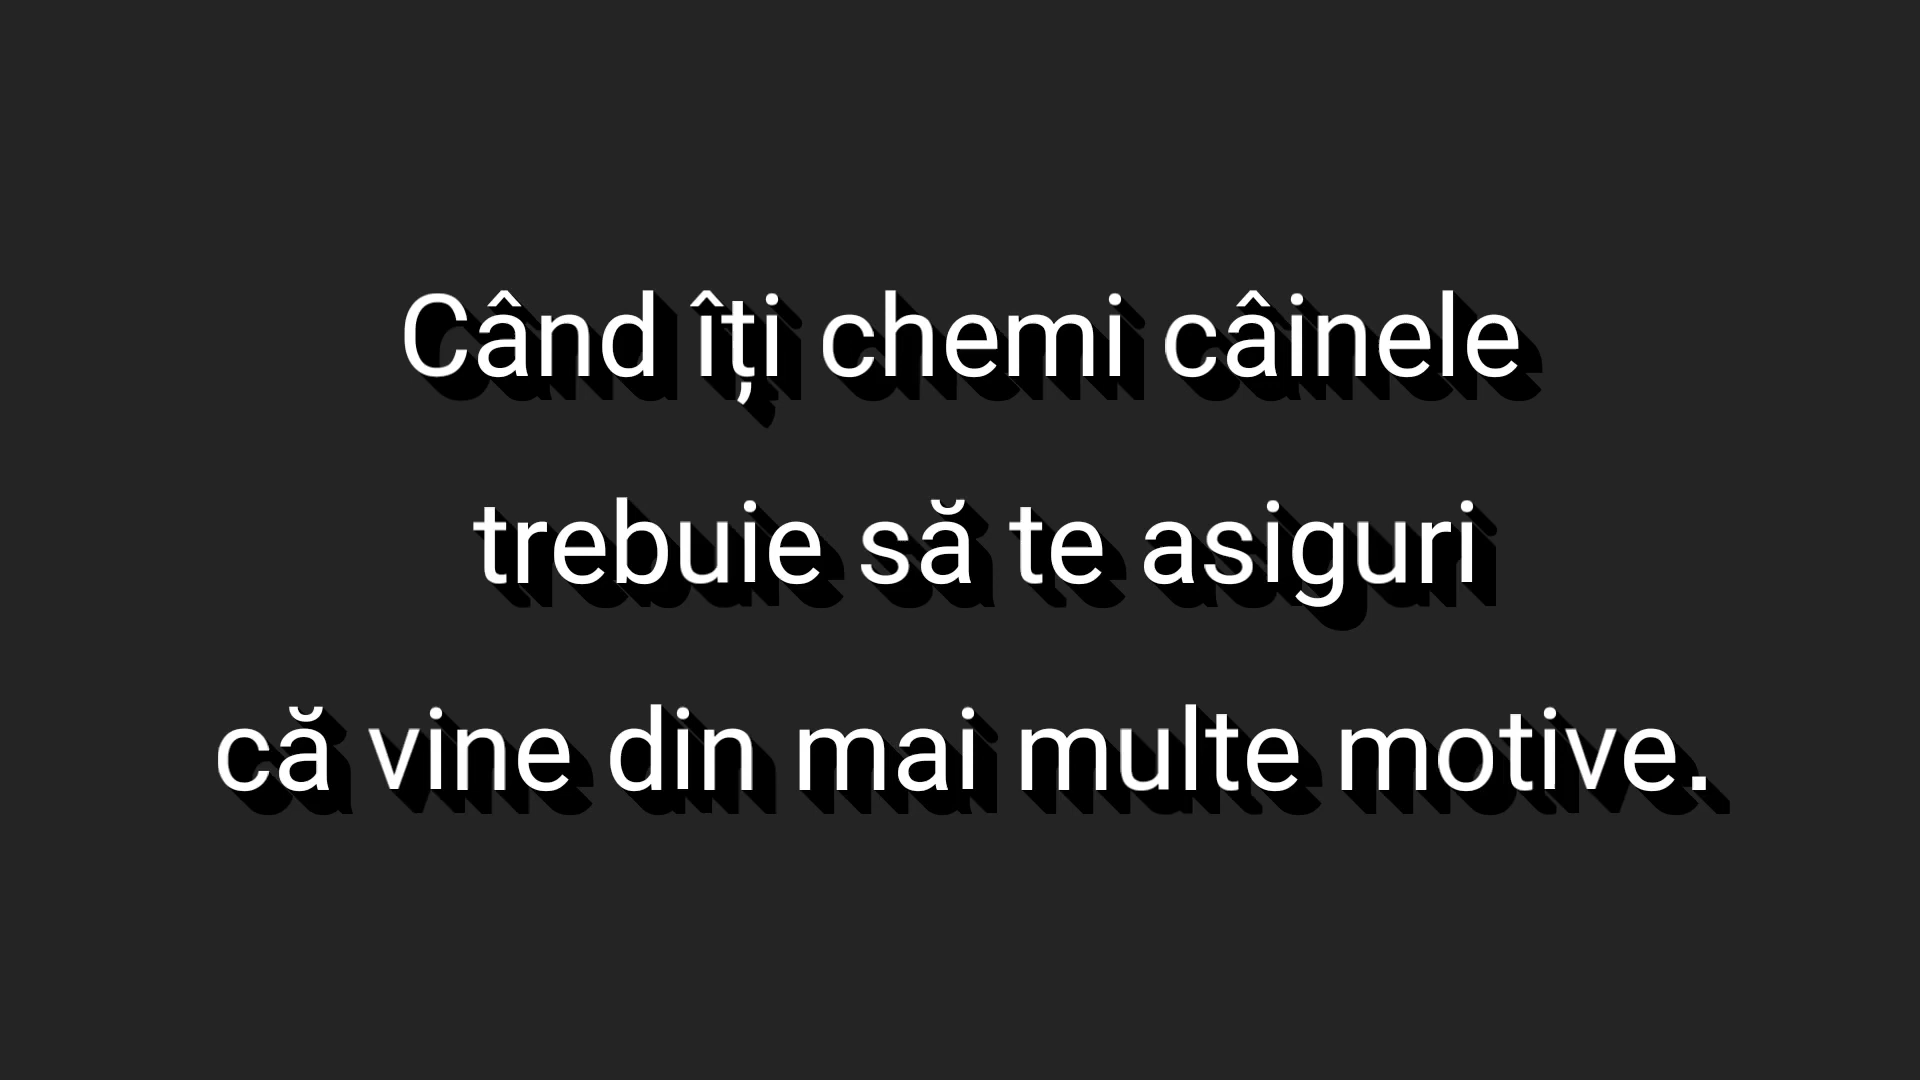 Când îți chemi câinele
trebuie să te asiguri
că vine din mai multe motive.